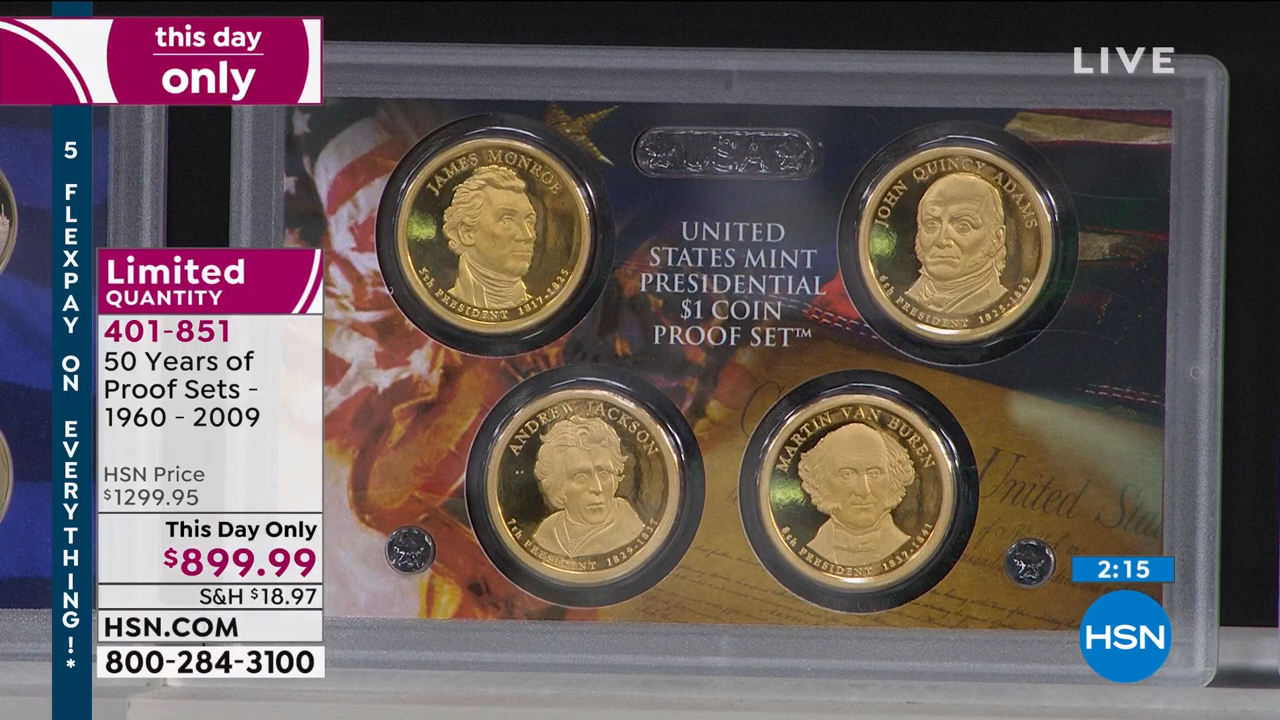 this day
only
LIVE
5 FLEXPAY ON EVERYTHING!*
Limited
QUANTITY
401-851
50 Years of
Proof Sets -
1960 - 2009
HSN Price
$1299.95
This Day Only
$899.99
S&H $18.97
HSN.COM
800-284-3100
USA
JAMES MONROE
5th PRESIDENT 1817-1825
JOHN QUINCY ADAMS
6th PRESIDENT 1825-1829
UNITED
STATES MINT
PRESIDENTIAL
$1 COIN
PROOF SET™
ANDREW JACKSON
7th PRESIDENT 1829-1837
MARTIN VAN BUREN
8th PRESIDENT 1837-1841
United Sta
2:15
HSN